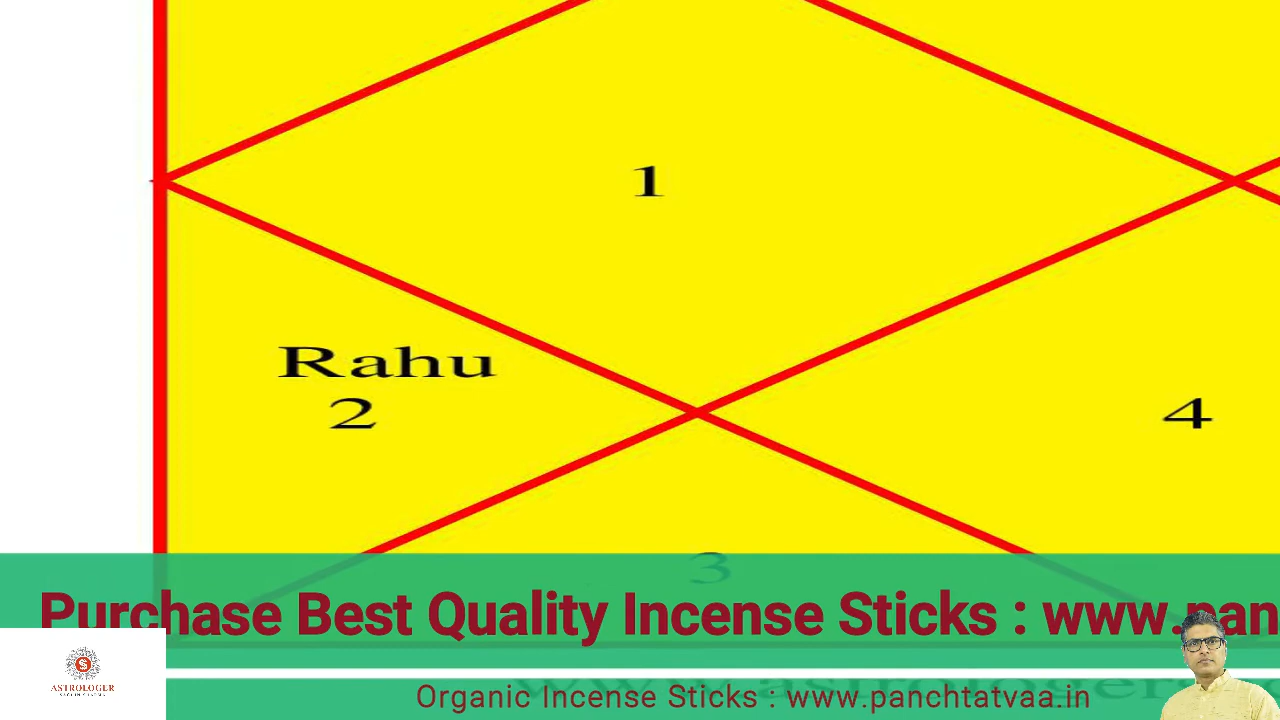 1
Rahu
2
4
3
Purchase Best Quality Incense Sticks : www.pan
ASTROLOGER
Organic Incense Sticks : www.panchtatvaa.in